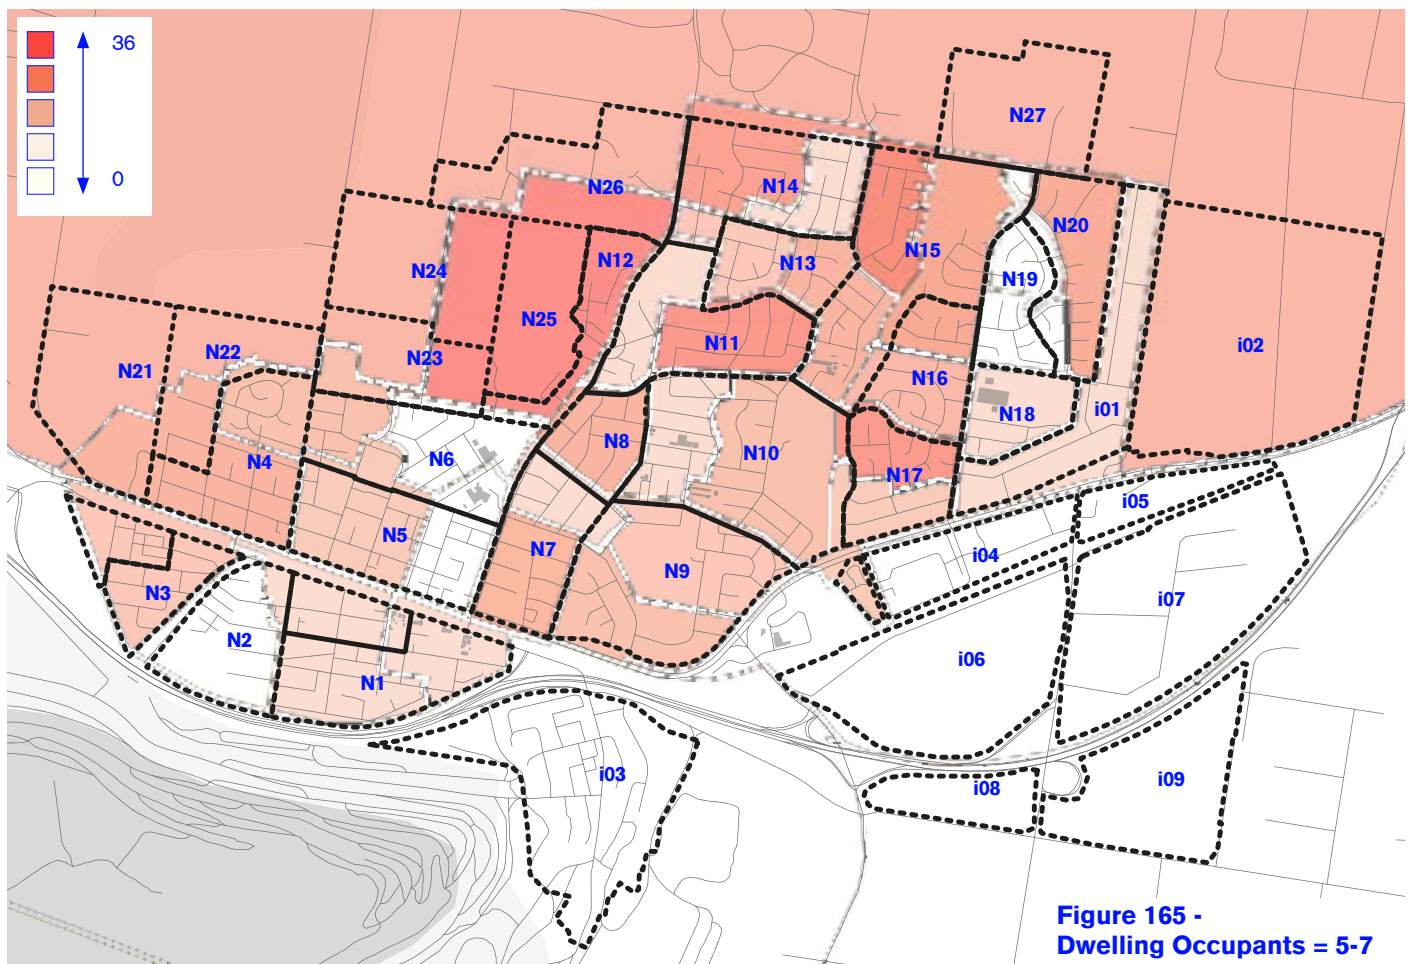 36
0
N27
N26
N14
N20
N15
N12
N13
N19
N24
N25
N11
i02
N22
N21
N23
N16
N18
i01
N8
N10
N6
N4
N17
i05
N5
N7
i04
N9
N3
i07
N2
i06
N1
i03
i09
i08
Figure 165 -
Dwelling Occupants = 5-7